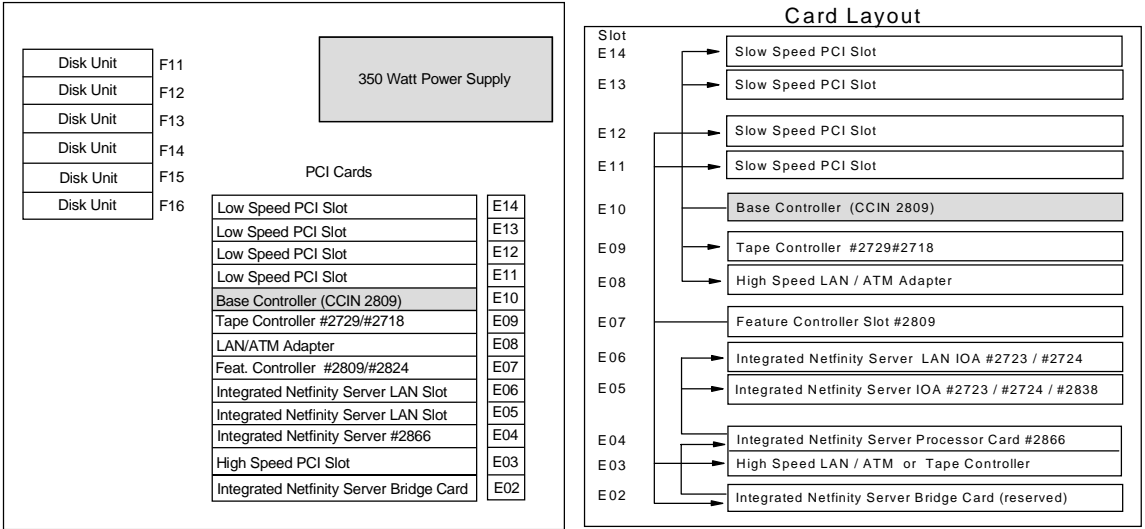 Disk Unit F11
Disk Unit F12
Disk Unit F13
Disk Unit F14
Disk Unit F15
Disk Unit F16
350 Watt Power Supply
PCI Cards
Low Speed PCI Slot E14
Low Speed PCI Slot E13
Low Speed PCI Slot E12
Low Speed PCI Slot E11
Base Controller (CCIN 2809) E10
Tape Controller #2729/#2718 E09
LAN/ATM Adapter E08
Feat. Controller #2809/#2824 E07
Integrated Netfinity Server LAN Slot E06
Integrated Netfinity Server LAN Slot E05
Integrated Netfinity Server #2866 E04
High Speed PCI Slot E03
Integrated Netfinity Server Bridge Card E02
Card Layout
Slot
E14 Slow Speed PCI Slot
E13 Slow Speed PCI Slot
E12 Slow Speed PCI Slot
E11 Slow Speed PCI Slot
E10 Base Controller (CCIN 2809)
E09 Tape Controller #2729#2718
E08 High Speed LAN / ATM Adapter
E07 Feature Controller Slot #2809
E06 Integrated Netfinity Server LAN IOA #2723 / #2724
E05 Integrated Netfinity Server IOA #2723 / #2724 / #2838
E04 Integrated Netfinity Server Processor Card #2866
E03 High Speed LAN / ATM or Tape Controller
E02 Integrated Netfinity Server Bridge Card (reserved)